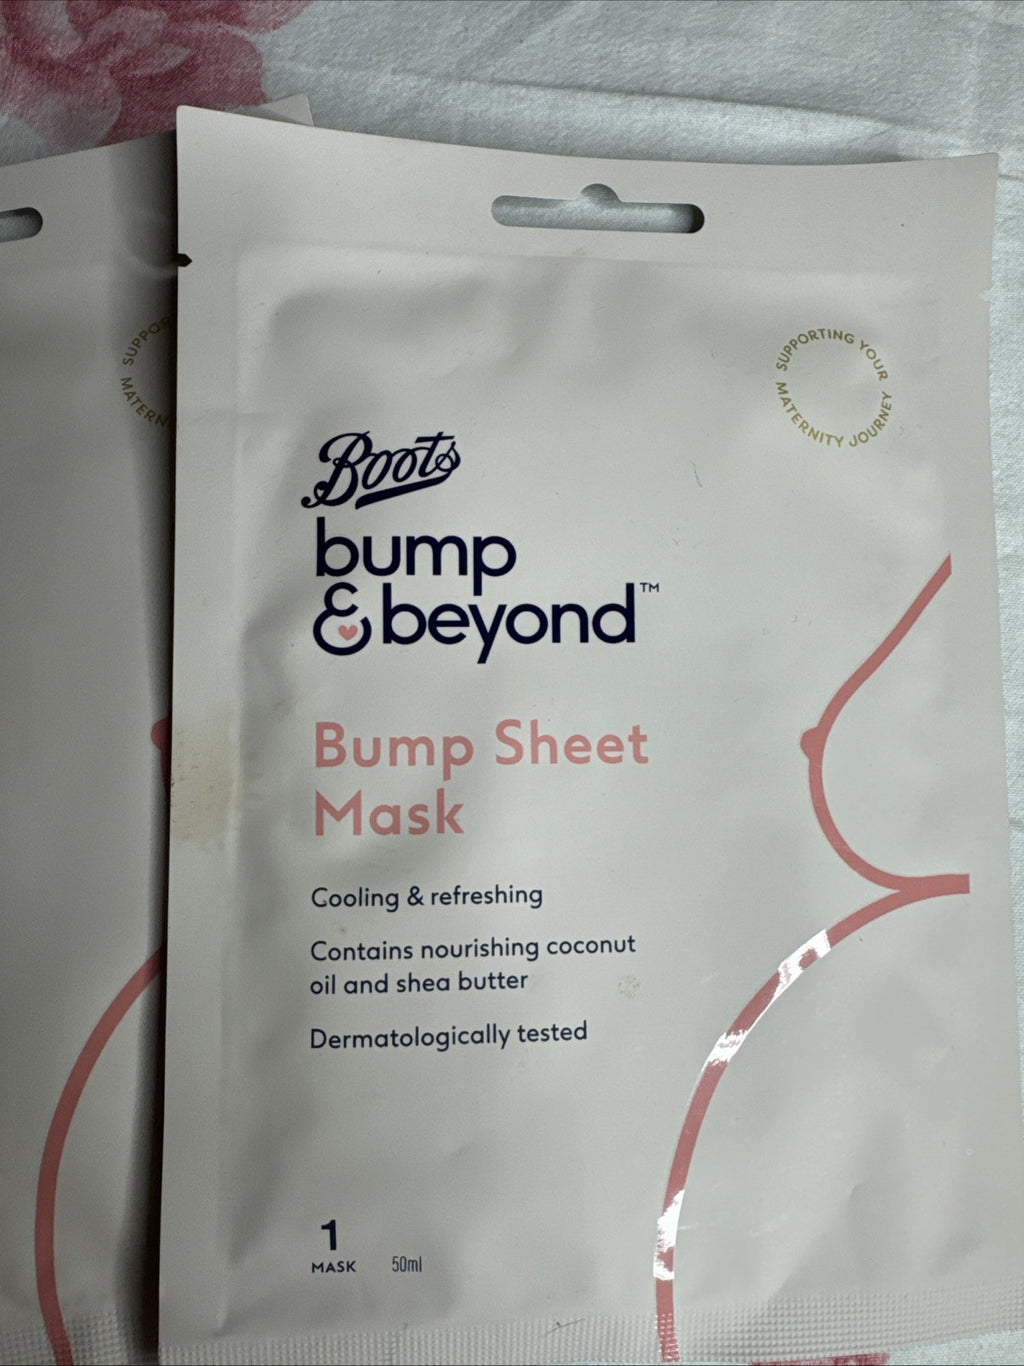 SUPPORTING YOUR
MATERNITY JOURNEY
Boots
bump
& beyond™
Bump Sheet
Mask
Cooling & refreshing
Contains nourishing coconut
oil and shea butter
Dermatologically tested
1
MASK 50ml